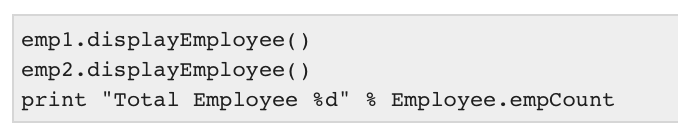 emp1.displayEmployee()
emp2.displayEmployee()
print "Total Employee %d" % Employee.empCount